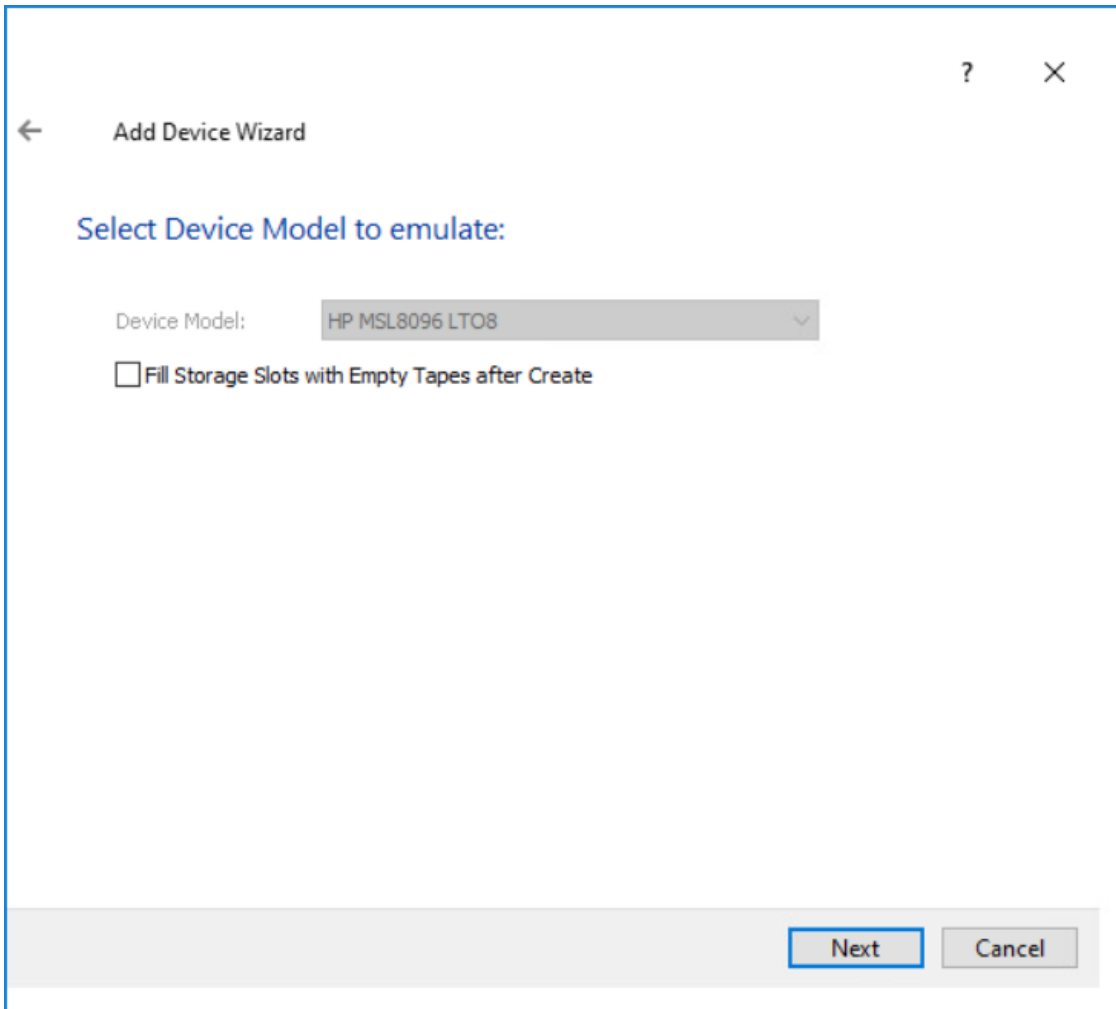 ?
Add Device Wizard
Select Device Model to emulate:
Device Model: HP MSL8096 LTO8
Fill Storage Slots with Empty Tapes after Create
Next Cancel